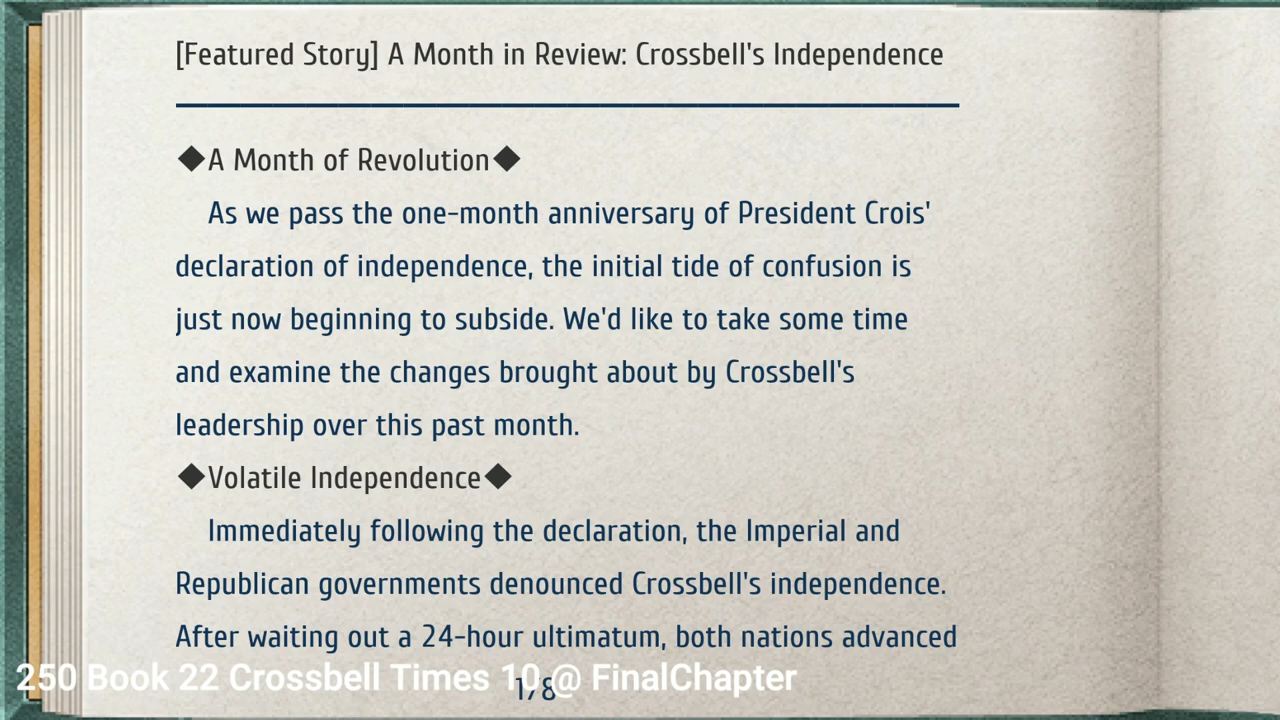 [Featured Story] A Month in Review: Crossbell's Independence
◆A Month of Revolution◆
As we pass the one-month anniversary of President Crois'
declaration of independence, the initial tide of confusion is
just now beginning to subside. We'd like to take some time
and examine the changes brought about by Crossbell's
leadership over this past month.
◆Volatile Independence◆
Immediately following the declaration, the Imperial and
Republican governments denounced Crossbell's independence.
After waiting out a 24-hour ultimatum, both nations advanced
250 Book 22 Crossbell Times 10 @ FinalChapter
1/8